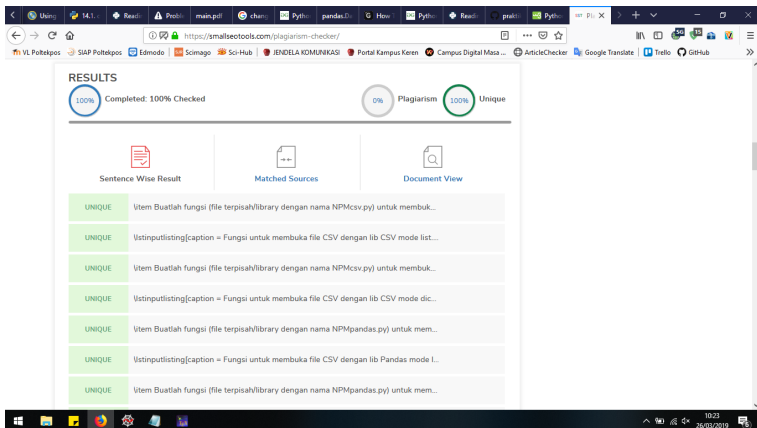 Using
14.1. c
Readi
Proble
main.pdf
G chang
Pytho
pandas.Da
How T
Pytho
Readi
prakti
Pytho
Pl
https://smallseotools.com/plagiarism-checker/
VL Poltekpos
SIAP Poltekpos
Edmodo
Scimago
Sci-Hub
JENDELA KOMUNIKASI
Portal Kampus Keren
Campus Digital Masa ...
ArticleChecker
Google Translate
Trello
GitHub
RESULTS
100% Completed: 100% Checked
0% Plagiarism 100% Unique
Sentence Wise Result
Matched Sources
Document View
UNIQUE \item Buatlah fungsi (file terpisah/library dengan nama NPMcsv.py) untuk membuk...
UNIQUE \lstinputlisting[caption = Fungsi untuk membuka file CSV dengan lib CSV mode list....
UNIQUE \item Buatlah fungsi (file terpisah/library dengan nama NPMcsv.py) untuk membuk...
UNIQUE \lstinputlisting[caption = Fungsi untuk membuka file CSV dengan lib CSV mode dic...
UNIQUE \item Buatlah fungsi (file terpisah/library dengan nama NPMpandas.py) untuk mem...
UNIQUE \lstinputlisting[caption = Fungsi untuk membuka file CSV dengan lib Pandas mode l...
UNIQUE \item Buatlah fungsi (file terpisah/library dengan nama NPMpandas.py) untuk mem...
10:23
26/03/2019